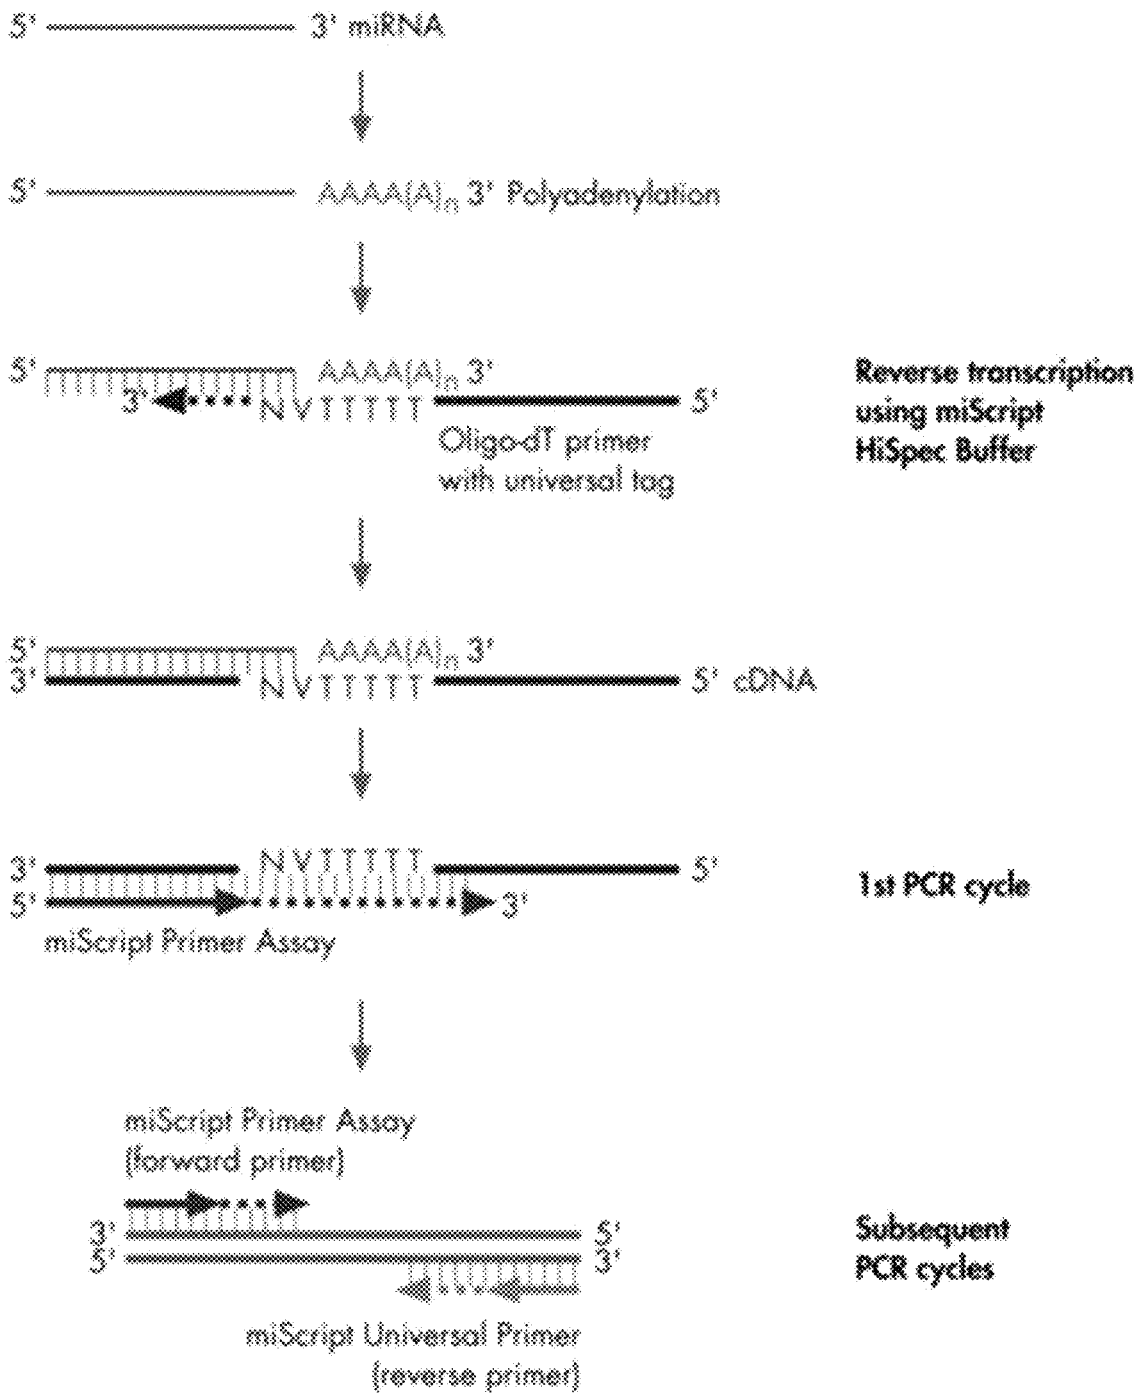 5' 3' miRNA
5' AAAA(A)n 3' Polyadenylation
5' AAAA(A)n 3'
3' N V T T T T T 5'
Oligo-dT primer
with universal tag
Reverse transcription
using miScript
HiSpec Buffer
5' AAAA(A)n 3'
3' N V T T T T T 5' cDNA
3' N V T T T T T 5'
5' 3'
miScript Primer Assay
1st PCR cycle
miScript Primer Assay
(forward primer)
3' 5'
5' 3'
miScript Universal Primer
(reverse primer)
Subsequent
PCR cycles